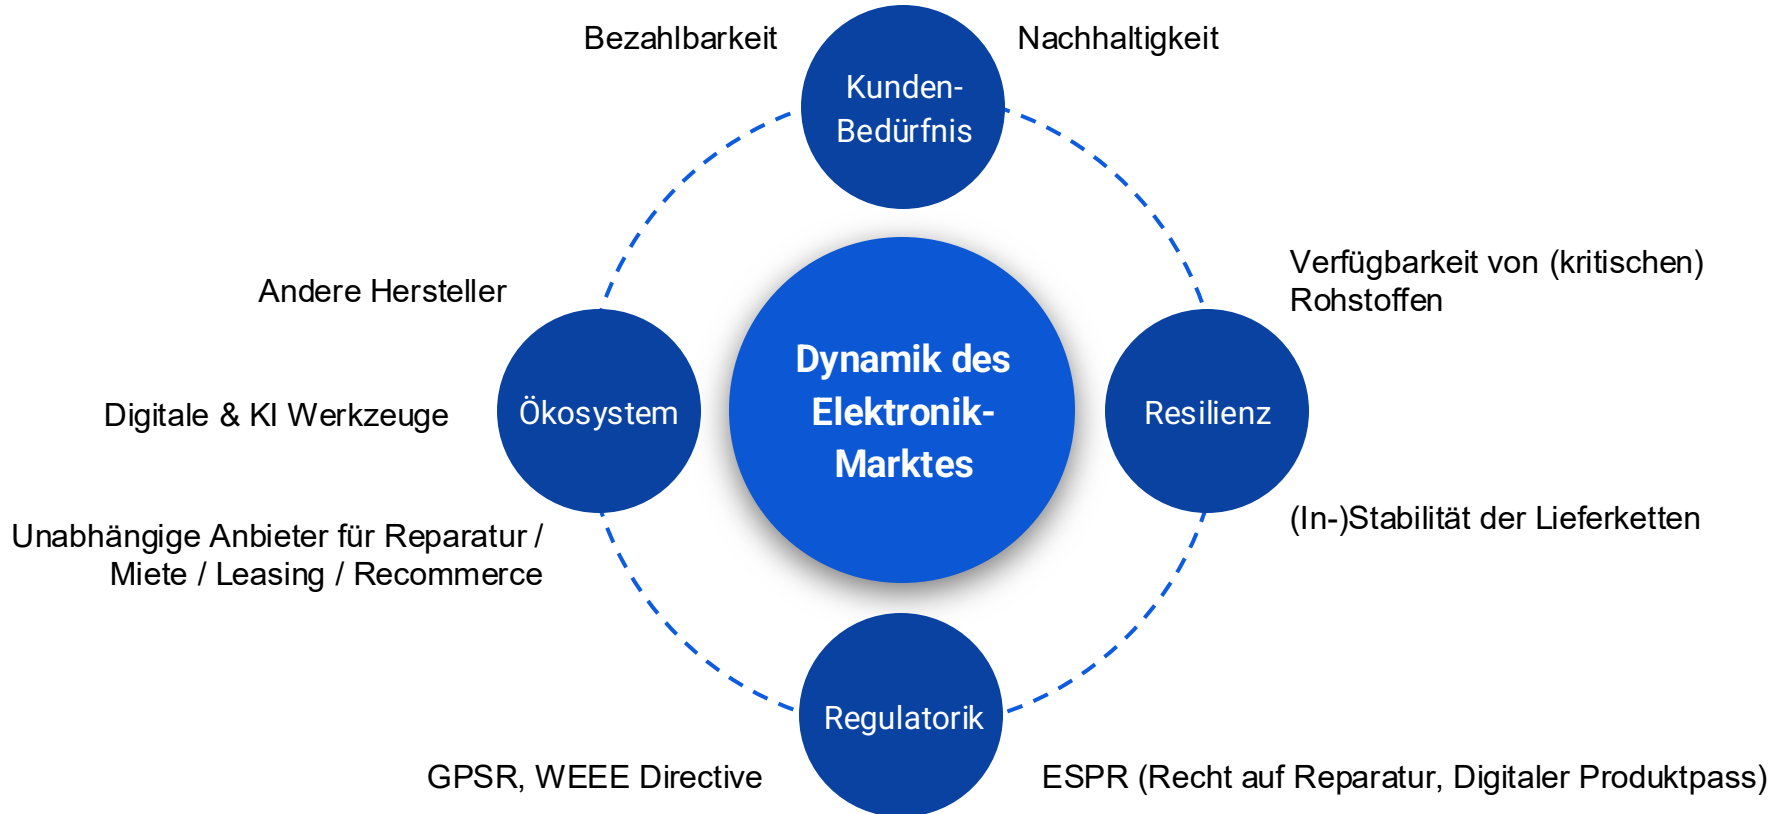 Bezahlbarkeit
Nachhaltigkeit
Kunden-
Bedürfnis
Andere Hersteller
Verfügbarkeit von (kritischen)
Rohstoffen
Dynamik des
Elektronik-
Marktes
Digitale & KI Werkzeuge
Ökosystem
Resilienz
Unabhängige Anbieter für Reparatur /
Miete / Leasing / Recommerce
(In-)Stabilität der Lieferketten
Regulatorik
GPSR, WEEE Directive
ESPR (Recht auf Reparatur, Digitaler Produktpass)